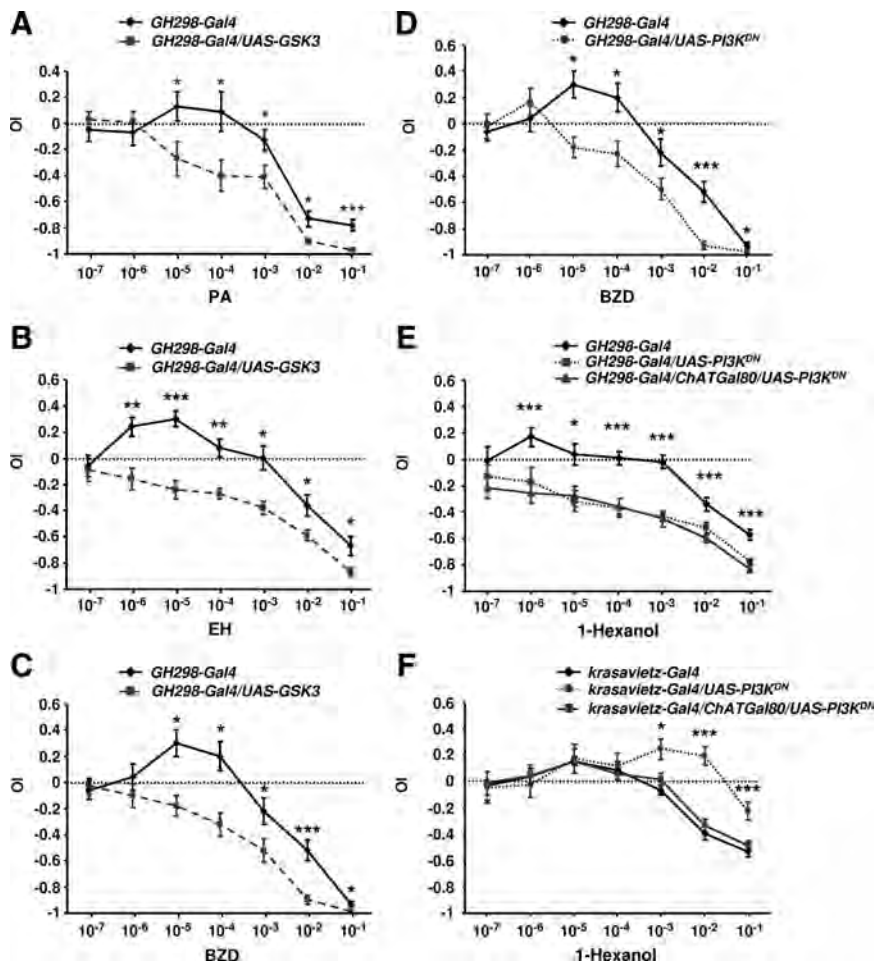 A
GH298-Gal4
GH298-Gal4/UAS-GSK3
* * * * ***
0.4
0.2
0
-0.2
-0.4
-0.6
-0.8
-1
OI
10⁻⁷ 10⁻⁶ 10⁻⁵ 10⁻⁴ 10⁻³ 10⁻² 10⁻¹
PA
B
GH298-Gal4
GH298-Gal4/UAS-GSK3
** *** ** * * *
0.6
0.4
0.2
0
-0.2
-0.4
-0.6
-0.8
-1
OI
10⁻⁷ 10⁻⁶ 10⁻⁵ 10⁻⁴ 10⁻³ 10⁻² 10⁻¹
EH
C
GH298-Gal4
GH298-Gal4/UAS-GSK3
* * * *** *
0.6
0.4
0.2
0
-0.2
-0.4
-0.6
-0.8
-1
OI
10⁻⁷ 10⁻⁶ 10⁻⁵ 10⁻⁴ 10⁻³ 10⁻² 10⁻¹
BZD
D
GH298-Gal4
GH298-Gal4/UAS-PI3Kᴰᴺ
* * * *** *
0.4
0.2
0
-0.2
-0.4
-0.6
-0.8
-1
OI
10⁻⁷ 10⁻⁶ 10⁻⁵ 10⁻⁴ 10⁻³ 10⁻² 10⁻¹
BZD
E
GH298-Gal4
GH298-Gal4/UAS-PI3Kᴰᴺ
GH298-Gal4/ChATGal80/UAS-PI3Kᴰᴺ
*** * *** *** *** ***
0.6
0.4
0.2
0
-0.2
-0.4
-0.6
-0.8
-1
OI
10⁻⁷ 10⁻⁶ 10⁻⁵ 10⁻⁴ 10⁻³ 10⁻² 10⁻¹
1-Hexanol
F
krasavietz-Gal4
krasavietz-Gal4/UAS-PI3Kᴰᴺ
krasavietz-Gal4/ChATGal80/UAS-PI3Kᴰᴺ
* *** ***
0.6
0.4
0.2
0
-0.2
-0.4
-0.6
-0.8
-1
OI
10⁻⁷ 10⁻⁶ 10⁻⁵ 10⁻⁴ 10⁻³ 10⁻² 10⁻¹
1-Hexanol